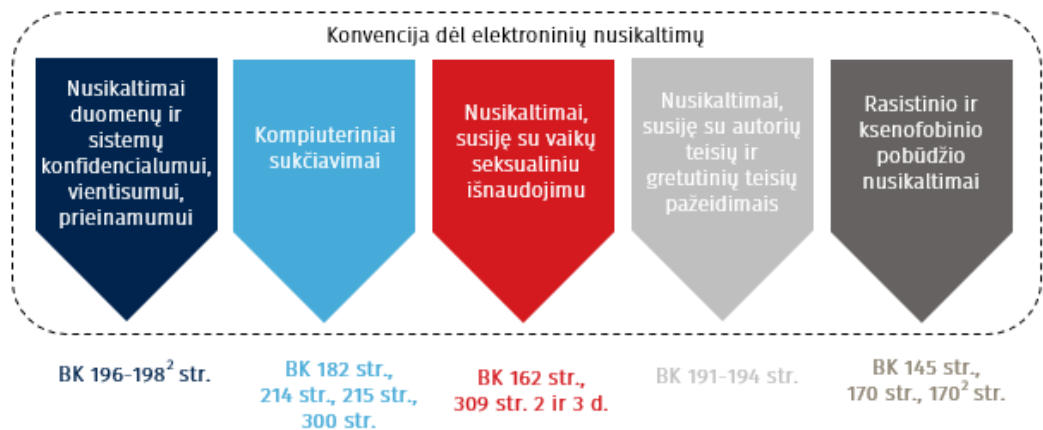 Konvencija dėl elektroninių nusikaltimų
Nusikaltimai
duomenų ir
sistemų
konfidencialumui,
vientisumui,
prieinamumui
Kompiuteriniai
sukčiavimai
Nusikaltimai,
susiję su vaikų
seksualiniu
išnaudojimu
Nusikaltimai,
susiję su autorių
teisių ir
gretutinių teisių
pažeidimais
Rasistinio ir
ksenofobinio
pobūdžio
nusikaltimai
BK 196-198² str.
BK 182 str.,
214 str., 215 str.,
300 str.
BK 162 str.,
309 str. 2 ir 3 d.
BK 191-194 str.
BK 145 str.,
170 str., 170² str.